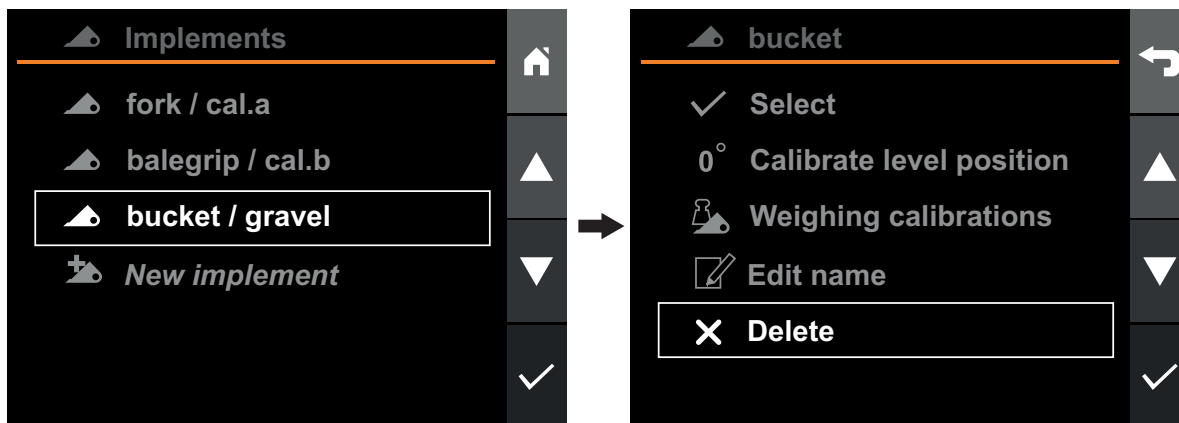 Implements
fork / cal.a
balegrip / cal.b
bucket / gravel
New implement
bucket
Select
0° Calibrate level position
Weighing calibrations
Edit name
Delete